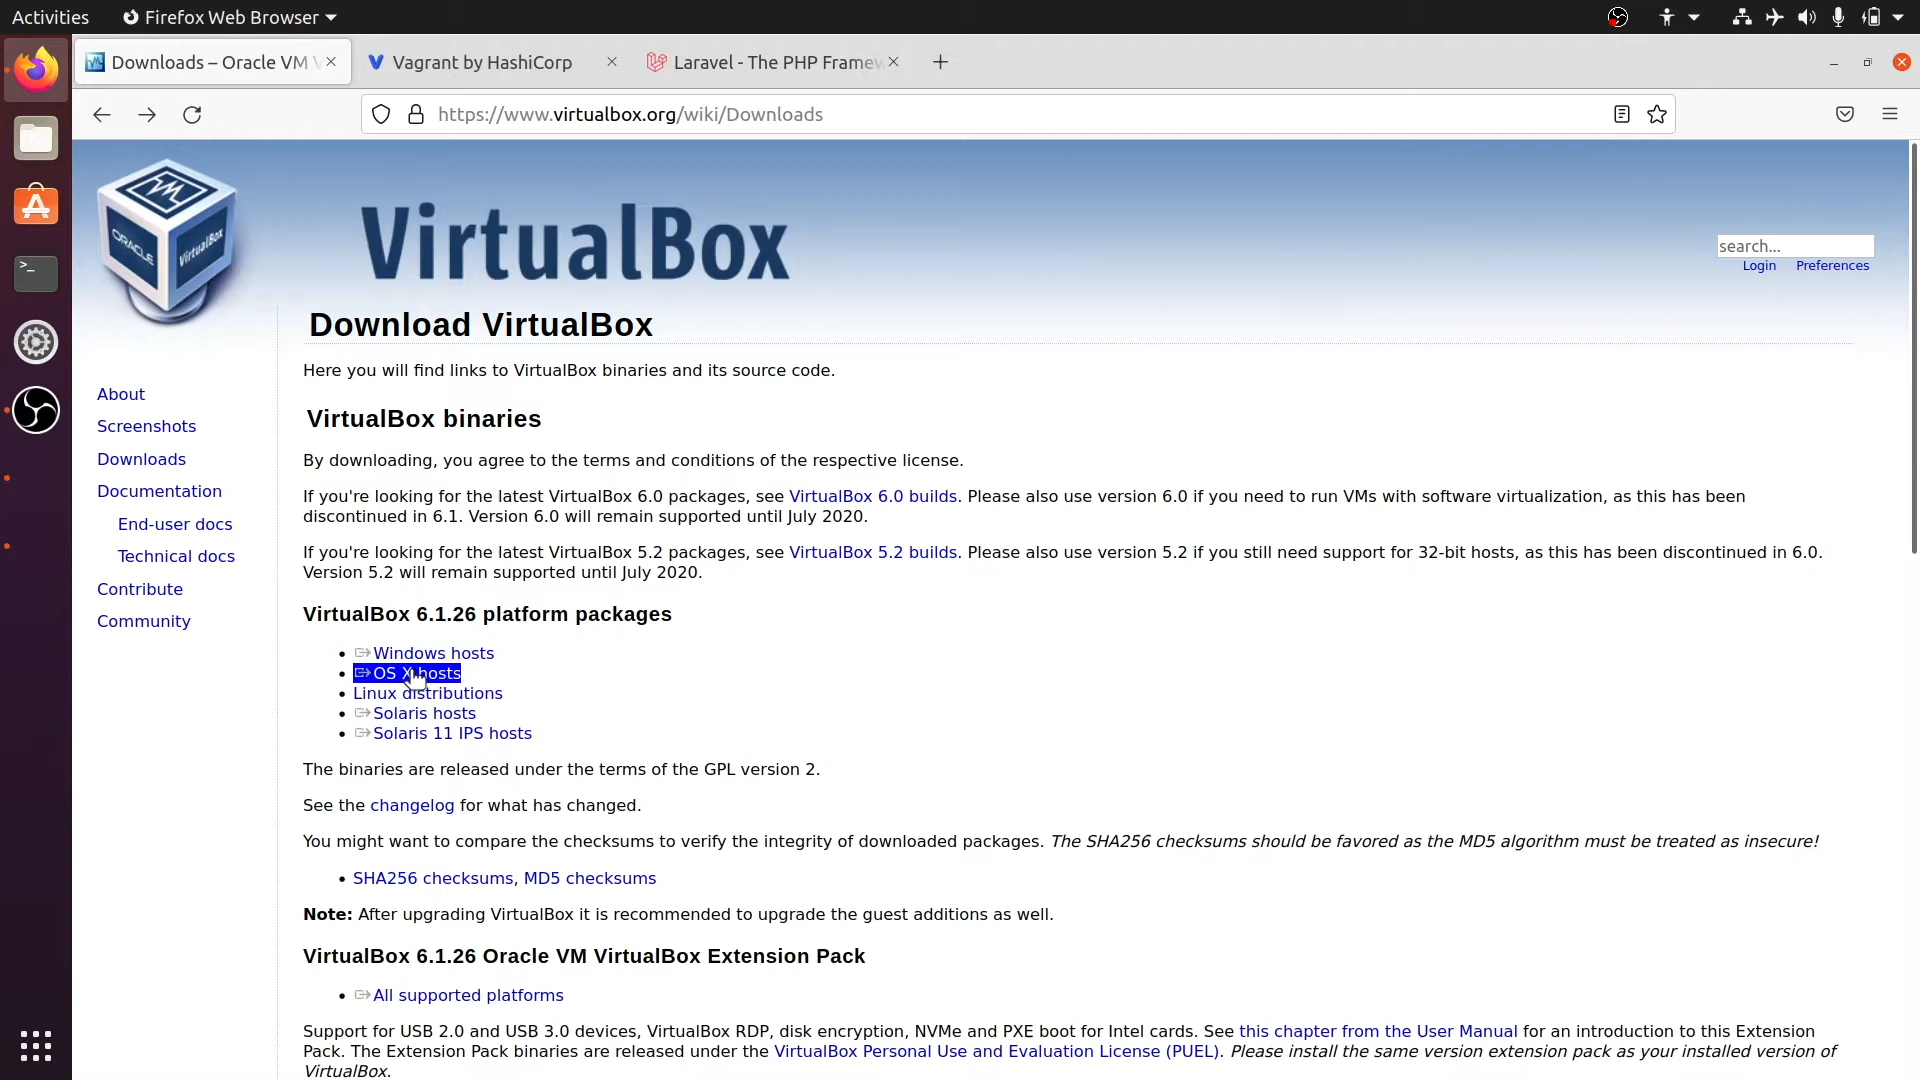 Activities
Firefox Web Browser
Downloads – Oracle VM V
Vagrant by HashiCorp
Laravel - The PHP Framew
https://www.virtualbox.org/wiki/Downloads
ORACLE
VirtualBox
VirtualBox
search...
Login Preferences
Download VirtualBox
Here you will find links to VirtualBox binaries and its source code.
About
Screenshots
Downloads
Documentation
End-user docs
Technical docs
Contribute
Community
VirtualBox binaries
By downloading, you agree to the terms and conditions of the respective license.
If you're looking for the latest VirtualBox 6.0 packages, see VirtualBox 6.0 builds. Please also use version 6.0 if you need to run VMs with software virtualization, as this has been
discontinued in 6.1. Version 6.0 will remain supported until July 2020.
If you're looking for the latest VirtualBox 5.2 packages, see VirtualBox 5.2 builds. Please also use version 5.2 if you still need support for 32-bit hosts, as this has been discontinued in 6.0.
Version 5.2 will remain supported until July 2020.
VirtualBox 6.1.26 platform packages
Windows hosts
OS X hosts
Linux distributions
Solaris hosts
Solaris 11 IPS hosts
The binaries are released under the terms of the GPL version 2.
See the changelog for what has changed.
You might want to compare the checksums to verify the integrity of downloaded packages. The SHA256 checksums should be favored as the MD5 algorithm must be treated as insecure!
SHA256 checksums, MD5 checksums
Note: After upgrading VirtualBox it is recommended to upgrade the guest additions as well.
VirtualBox 6.1.26 Oracle VM VirtualBox Extension Pack
All supported platforms
Support for USB 2.0 and USB 3.0 devices, VirtualBox RDP, disk encryption, NVMe and PXE boot for Intel cards. See this chapter from the User Manual for an introduction to this Extension
Pack. The Extension Pack binaries are released under the VirtualBox Personal Use and Evaluation License (PUEL). Please install the same version extension pack as your installed version of
VirtualBox.